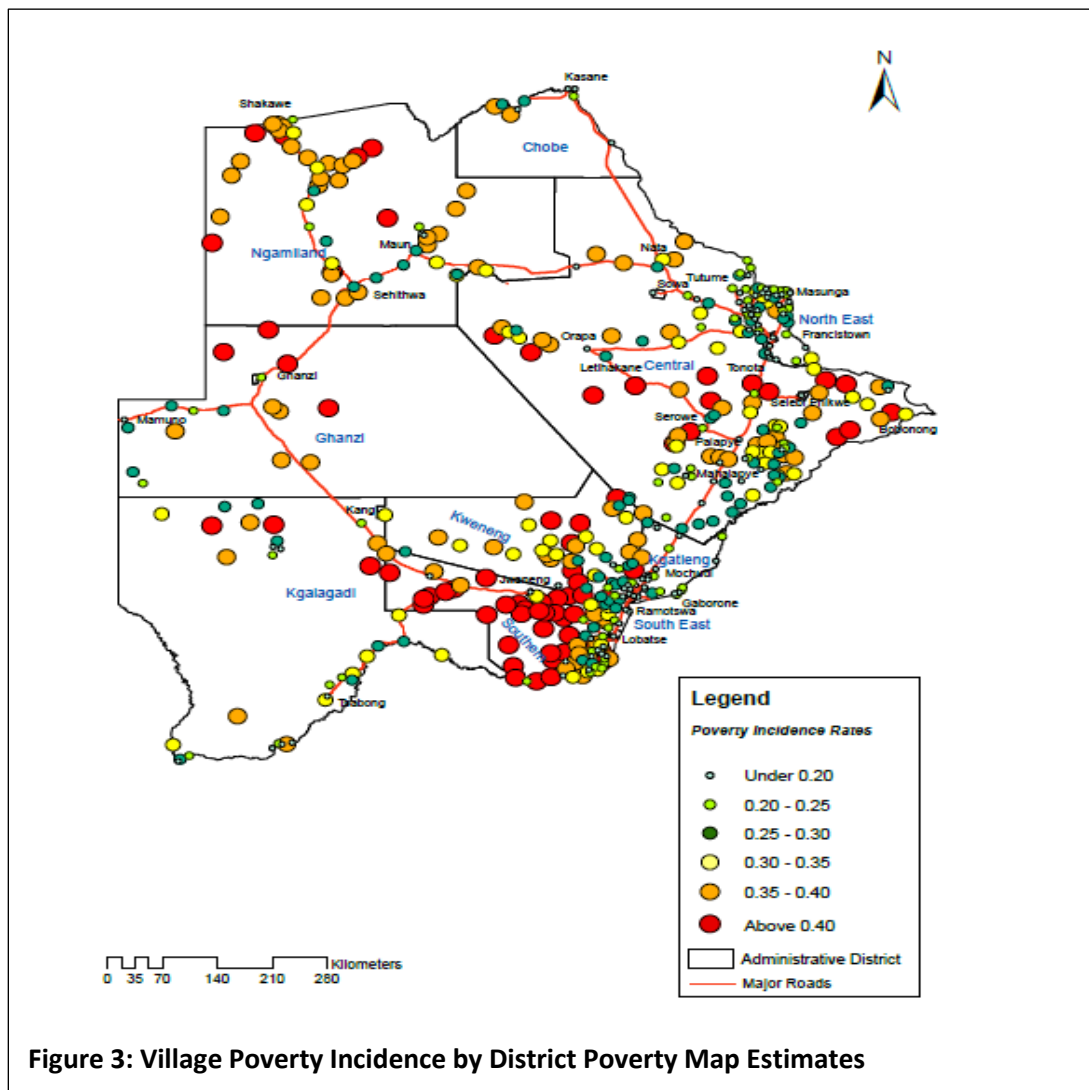 N
Kasane
Shakawe
Chobe
Nata
Maun
Ngamiland
Tutume
Sowa
Masunga
Sehithwa
North East
Orapa
Francistown
Central
Letlhakane
Tonota
Ghanzi
Selebi Phikwe
Mamuno
Serowe
Bobonong
Ghanzi
Palapye
Mahalapye
Kang
Kweneng
Kgatleng
Mochudi
Jwaneng
Kgalagadi
Gaborone
Ramotswa
South East
Southern
Lobatse
Tsabong
Legend
Poverty Incidence Rates
Under 0.20
0.20 - 0.25
0.25 - 0.30
0.30 - 0.35
0.35 - 0.40
Above 0.40
Administrative District
Major Roads
Kilometers
0 35 70 140 210 280
Figure 3: Village Poverty Incidence by District Poverty Map Estimates